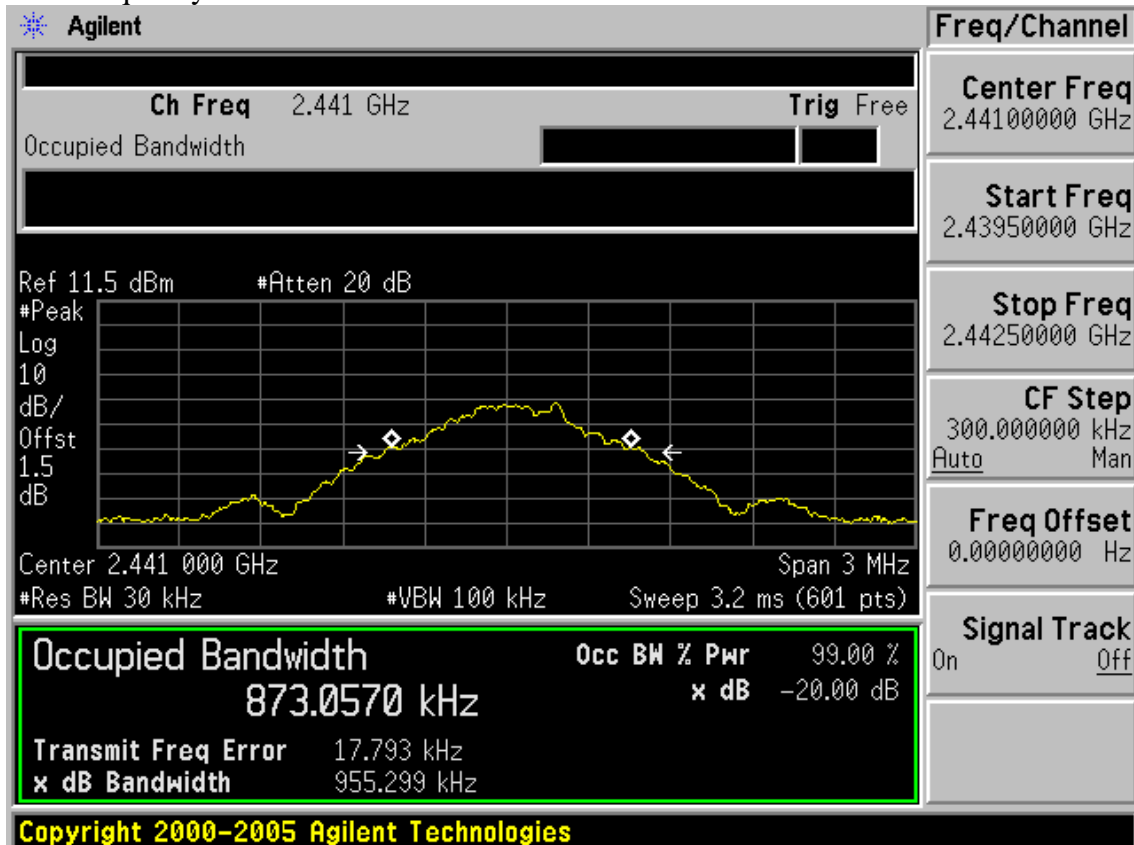 Agilent
Freq/Channel
Ch Freq 2.441 GHz Trig Free
Occupied Bandwidth
Center Freq
2.44100000 GHz
Start Freq
2.43950000 GHz
Stop Freq
2.44250000 GHz
CF Step
300.000000 kHz
Auto Man
Freq Offset
0.00000000 Hz
Signal Track
On Off
Ref 11.5 dBm #Atten 20 dB
#Peak
Log
10
dB/
Offst
1.5
dB
Center 2.441 000 GHz Span 3 MHz
#Res BW 30 kHz #VBW 100 kHz Sweep 3.2 ms (601 pts)
Occupied Bandwidth Occ BW % Pwr 99.00 %
873.0570 kHz x dB -20.00 dB
Transmit Freq Error 17.793 kHz
x dB Bandwidth 955.299 kHz
Copyright 2000-2005 Agilent Technologies